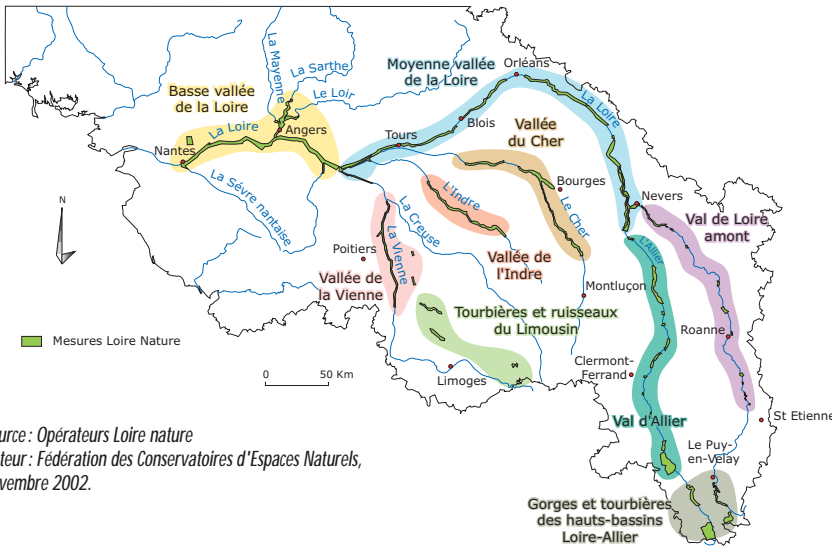 Orléans
Moyenne vallée
de la Loire
La Mayenne
La Sarthe
Le Loir
Basse vallée
de la Loire
La Loire
Angers
Nantes
La Loire
Blois
Tours
Vallée
du Cher
Bourges
Nevers
La Sévre nantaise
L'Indre
Le Cher
La Creuse
La Vienne
Val de Loire
amont
L'Allier
N
Poitiers
Vallée de
la Vienne
Vallée de
l'Indre
Montluçon
Tourbières et ruisseaux
du Limousin
Roanne
Mesures Loire Nature
0 50 Km
Limoges
Clermont-
Ferrand
Val d'Allier
St Etienne
Le Puy-
en-Velay
urce : Opérateurs Loire nature
teur : Fédération des Conservatoires d'Espaces Naturels,
vembre 2002.
Gorges et tourbières
des hauts-bassins
Loire-Allier